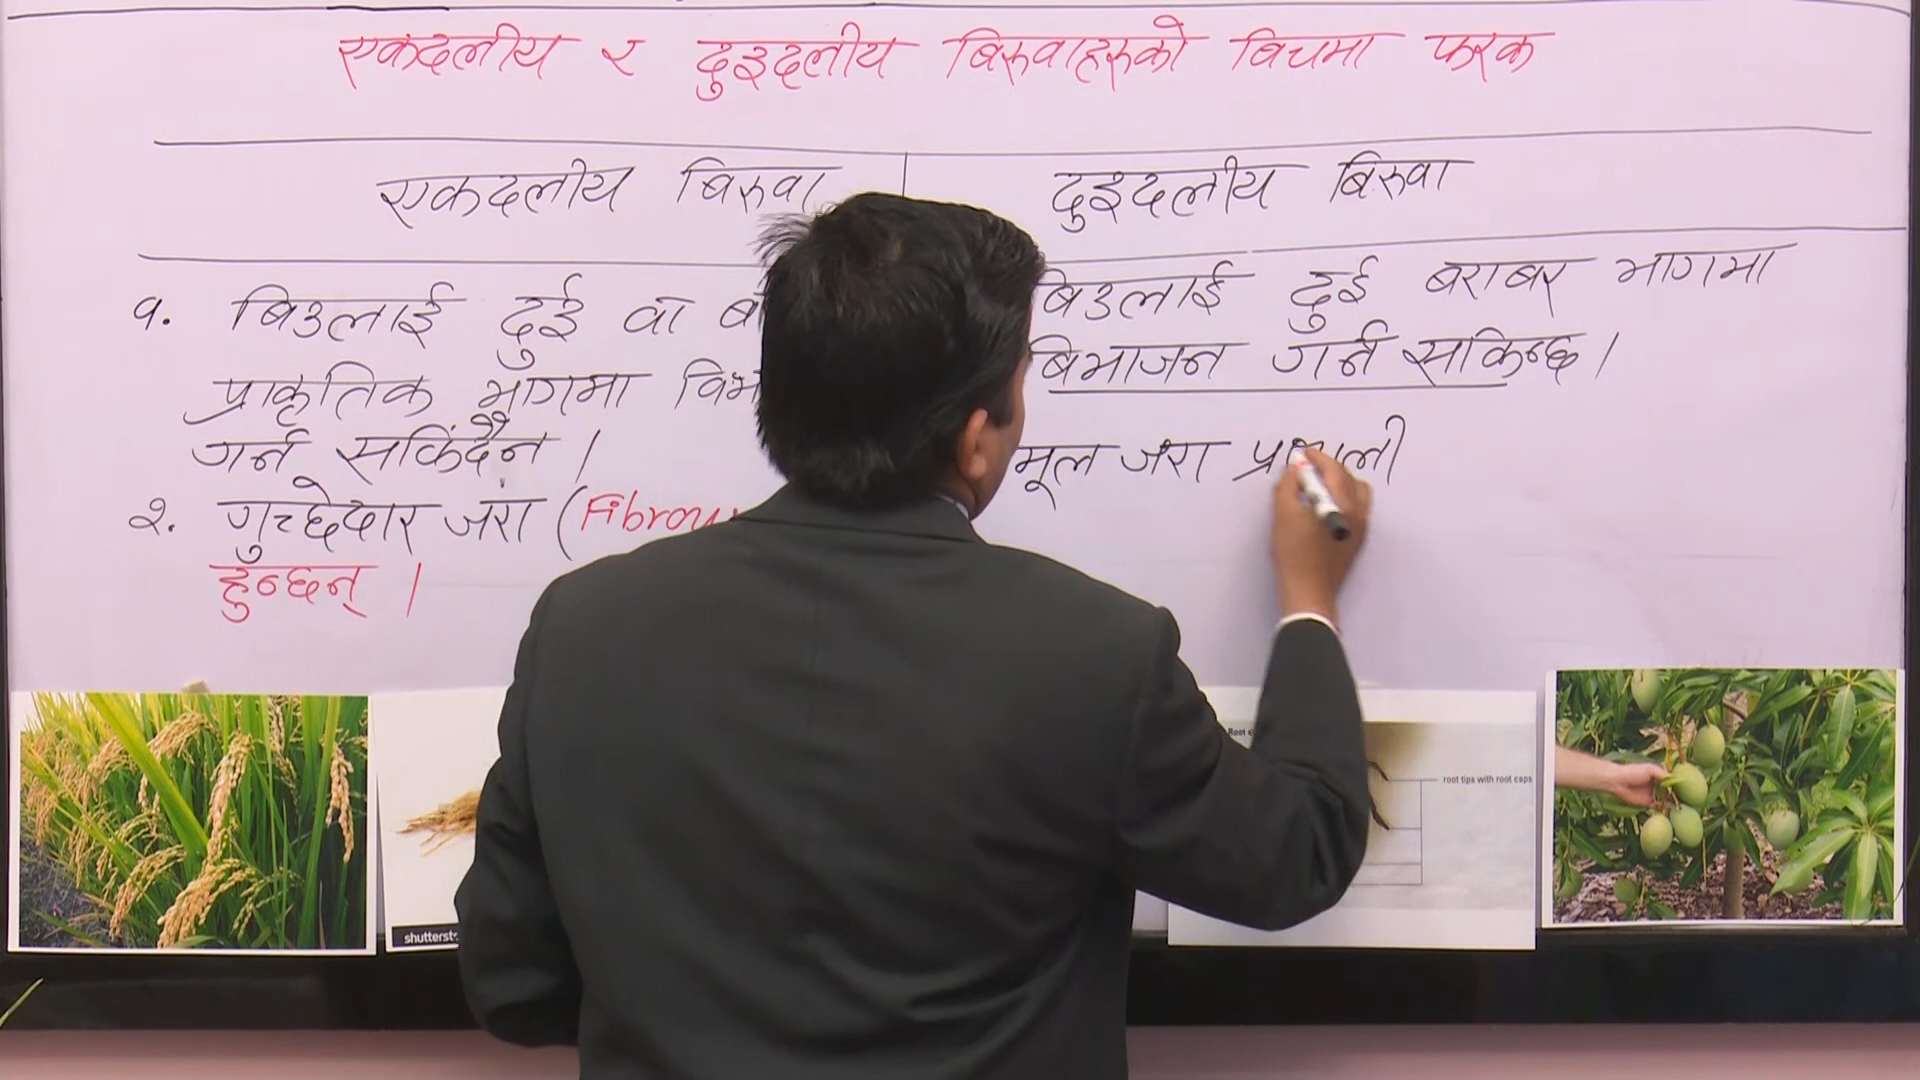 एकदलीय र दुइदलीय बिरुवाहरुको बिचमा फरक
एकदलीय बिरुवा
दुइदलीय बिरुवा
१. बिउलाई दुई वा
प्राकृतिक भागमा
गर्न सकिंदैन ।
२. गुच्छेदार जरा (Fibrou
हुन्छन् ।
बिउलाई दुई बराबर भागमा
बिभाजन गर्न सकिन्छ ।
मूल जरा
root tips with root caps